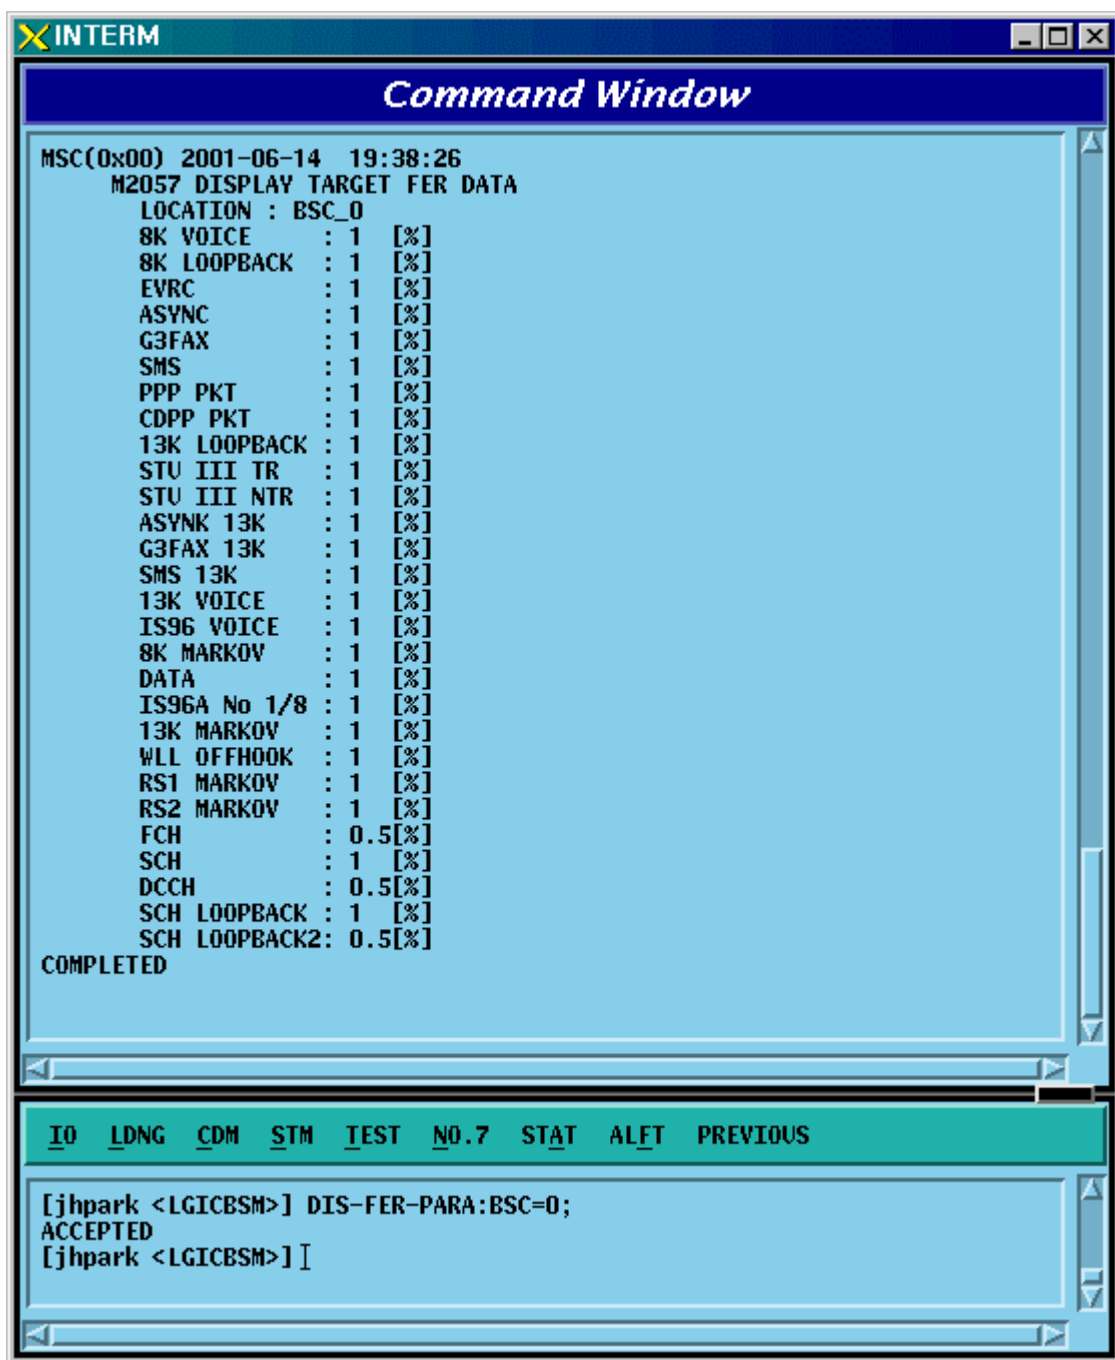 INTERM
Command Window
MSC(0x00) 2001-06-14 19:38:26
M2057 DISPLAY TARGET FER DATA
LOCATION : BSC_0
8K VOICE : 1 [%]
8K LOOPBACK : 1 [%]
EVRC : 1 [%]
ASYNC : 1 [%]
G3FAX : 1 [%]
SMS : 1 [%]
PPP PKT : 1 [%]
CDPP PKT : 1 [%]
13K LOOPBACK : 1 [%]
STU III TR : 1 [%]
STU III NTR : 1 [%]
ASYNK 13K : 1 [%]
G3FAX 13K : 1 [%]
SMS 13K : 1 [%]
13K VOICE : 1 [%]
IS96 VOICE : 1 [%]
8K MARKOV : 1 [%]
DATA : 1 [%]
IS96A No 1/8 : 1 [%]
13K MARKOV : 1 [%]
WLL OFFHOOK : 1 [%]
RS1 MARKOV : 1 [%]
RS2 MARKOV : 1 [%]
FCH : 0.5[%]
SCH : 1 [%]
DCCH : 0.5[%]
SCH LOOPBACK : 1 [%]
SCH LOOPBACK2: 0.5[%]
COMPLETED
IO LDNG CDM STM TEST NO.7 STAT ALFT PREVIOUS
[jhpark <LGICBSM>] DIS-FER-PARA:BSC=0;
ACCEPTED
[jhpark <LGICBSM>]